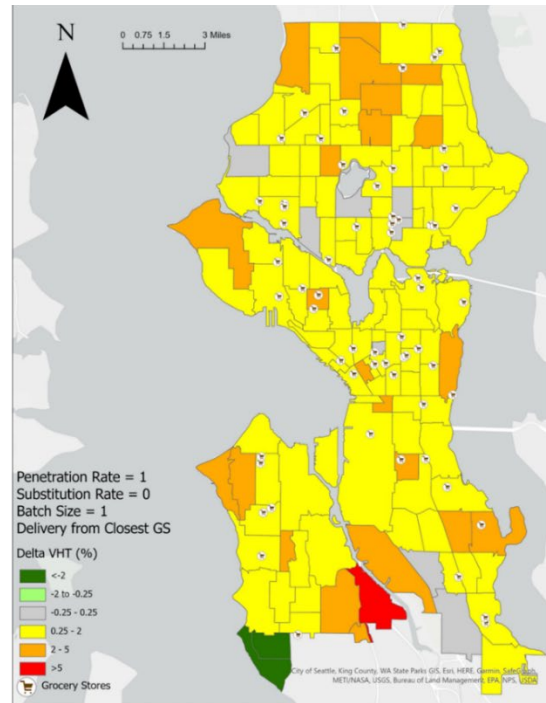 N
0 0.75 1.5 3 Miles
Penetration Rate = 1
Substitution Rate = 0
Batch Size = 1
Delivery from Closest GS
Delta VHT (%)
<-2
-2 to -0.25
-0.25 - 0.25
0.25 - 2
2 - 5
>5
Grocery Stores
City of Seattle, King County, WA State Parks GIS, Esri, HERE, Garmin, SafeGraph,
METI/NASA, USGS, Bureau of Land Management, EPA, NPS, USDA